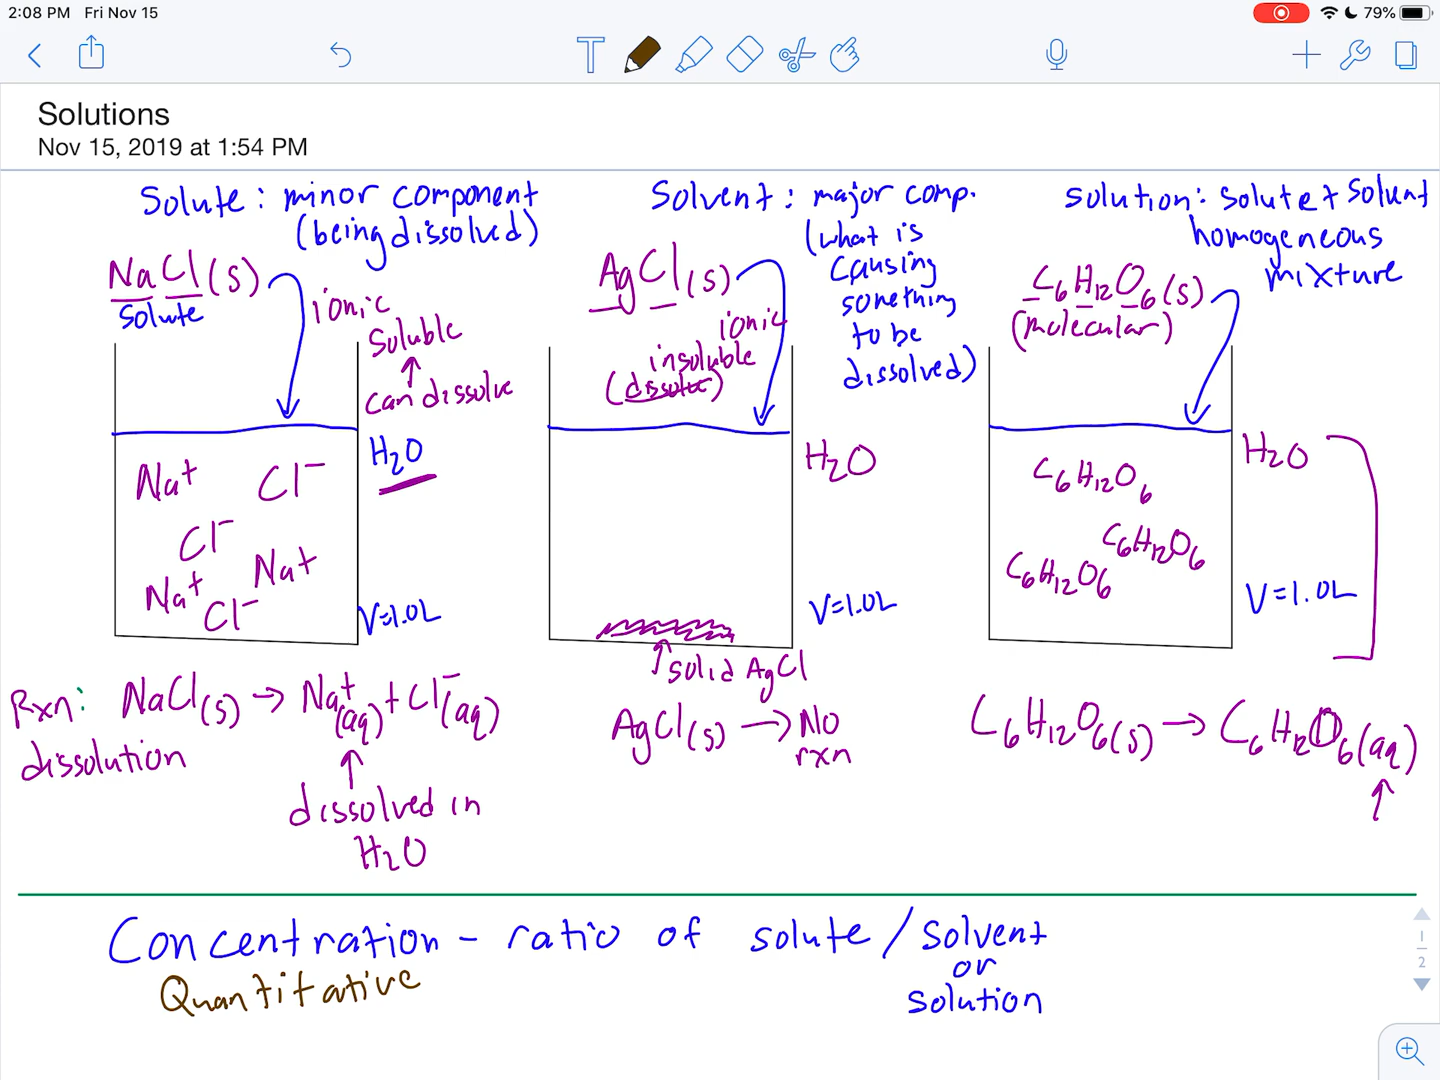 2:08 PM Fri Nov 15
79%
T
Solutions
Nov 15, 2019 at 1:54 PM
Solute: minor component
(being dissolved)
NaCl(s)
solute
ionic
Soluble
↑
can dissolve
H₂O
Na⁺ Cl⁻
Cl⁻
Na⁺ Na⁺
Cl⁻
V=1.0L
Rxn: NaCl(s) → Na⁺(aq) + Cl⁻(aq)
dissolution
↑
dissolved in
H₂O
Solvent: major comp.
(what is
causing
something
to be
dissolved)
AgCl(s)
ionic
insoluble
H₂O
V=1.0L
↑ solid AgCl
AgCl(s) → No
rxn
Solution: Solute + Solvent
homogeneous
mixture
C₆H₁₂O₆(s)
(molecular)
H₂O
C₆H₁₂O₆
C₆H₁₂O₆
C₆H₁₂O₆
V=1.0L
C₆H₁₂O₆(s) → C₆H₁₂O₆(aq)
↑
Concentration - ratio of solute / solvent
or
solution
Quantitative
1
2